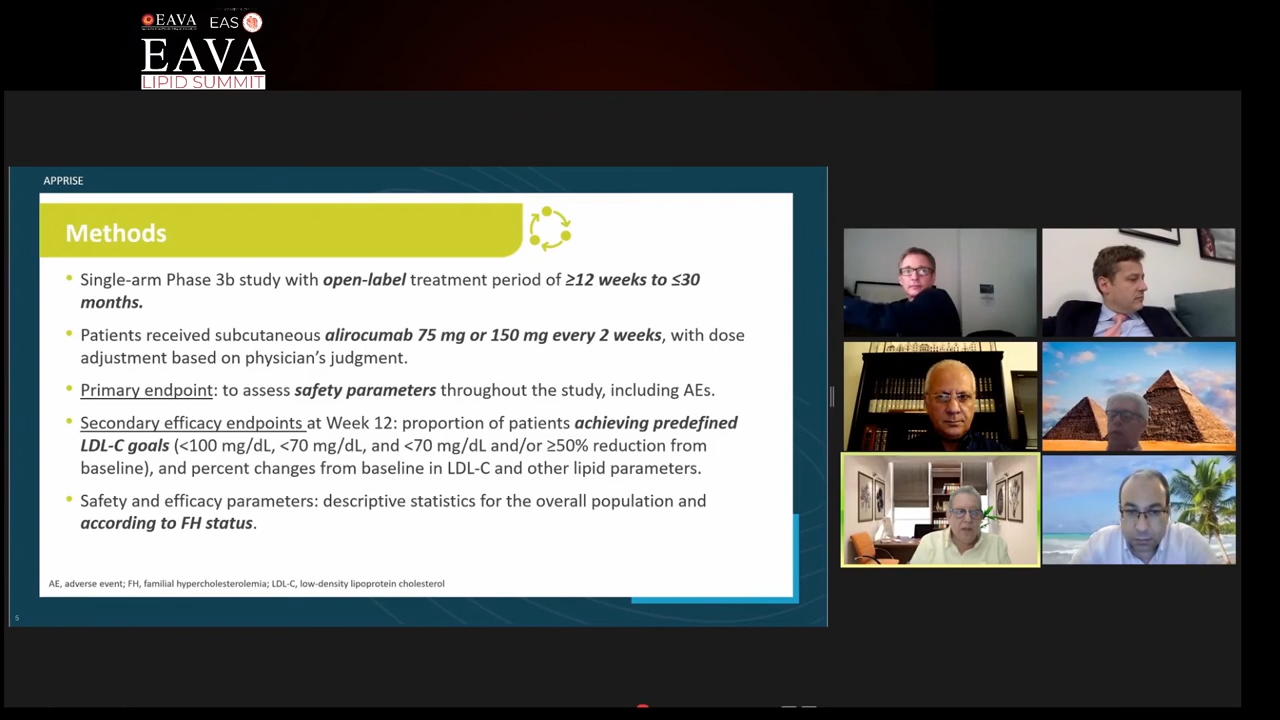 EAVA
EAS
EAVA
LIPID SUMMIT
APPRISE
Methods
• Single-arm Phase 3b study with open-label treatment period of ≥12 weeks to ≤30
months.
• Patients received subcutaneous alirocumab 75 mg or 150 mg every 2 weeks, with dose
adjustment based on physician’s judgment.
• Primary endpoint: to assess safety parameters throughout the study, including AEs.
• Secondary efficacy endpoints at Week 12: proportion of patients achieving predefined
LDL-C goals (<100 mg/dL, <70 mg/dL, and <70 mg/dL and/or ≥50% reduction from
baseline), and percent changes from baseline in LDL-C and other lipid parameters.
• Safety and efficacy parameters: descriptive statistics for the overall population and
according to FH status.
AE, adverse event; FH, familial hypercholesterolemia; LDL-C, low-density lipoprotein cholesterol
5